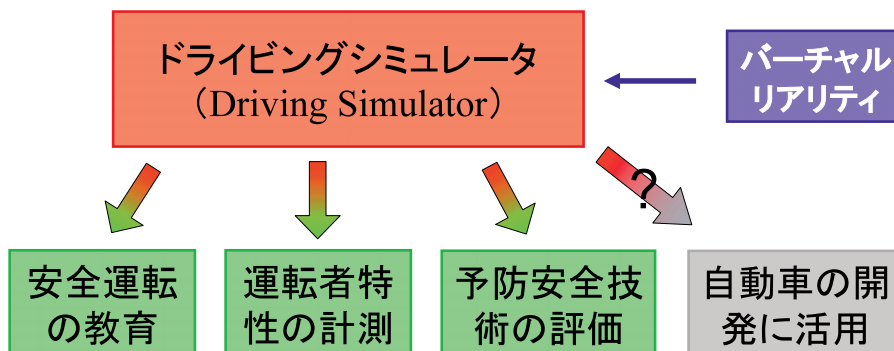 ドライビングシミュレータ
（Driving Simulator）
バーチャル
リアリティ
?
安全運転
の教育
運転者特
性の計測
予防安全技
術の評価
自動車の開
発に活用